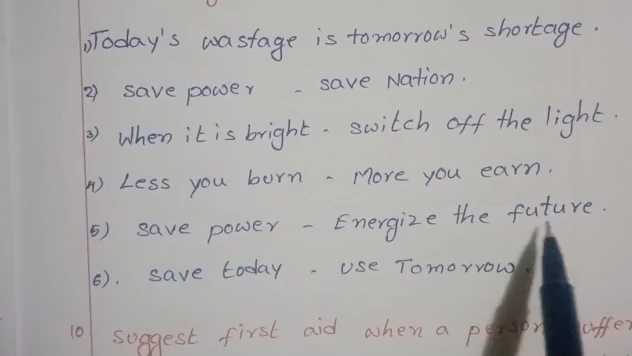 1) Today's wastage is tomorrow's shortage.
2) save power - save Nation.
3) When it is bright - switch off the light.
4) Less you burn - More you earn.
5) save power - Energize the future.
6). save today - use Tomorrow.
10 suggest first aid when a person